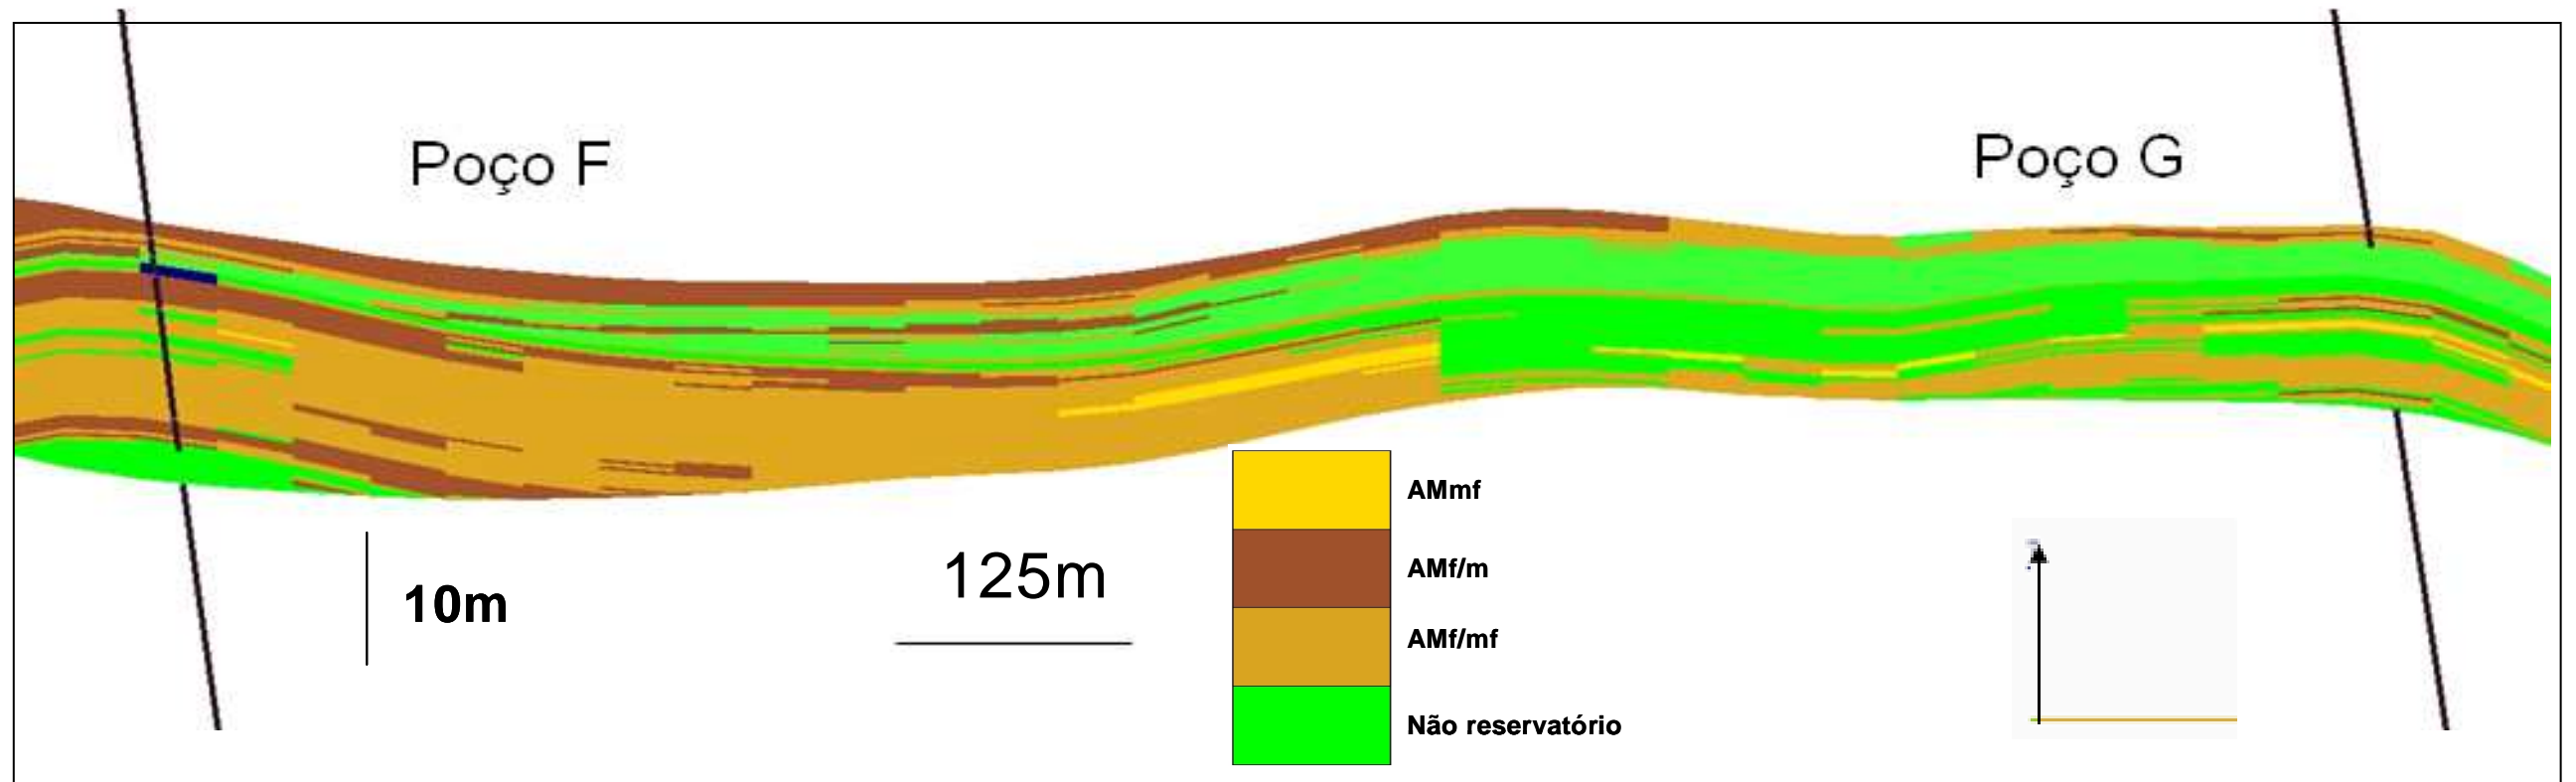 Poço F
Poço G
10m
125m
AMmf
AMf/m
AMf/mf
Não reservatório